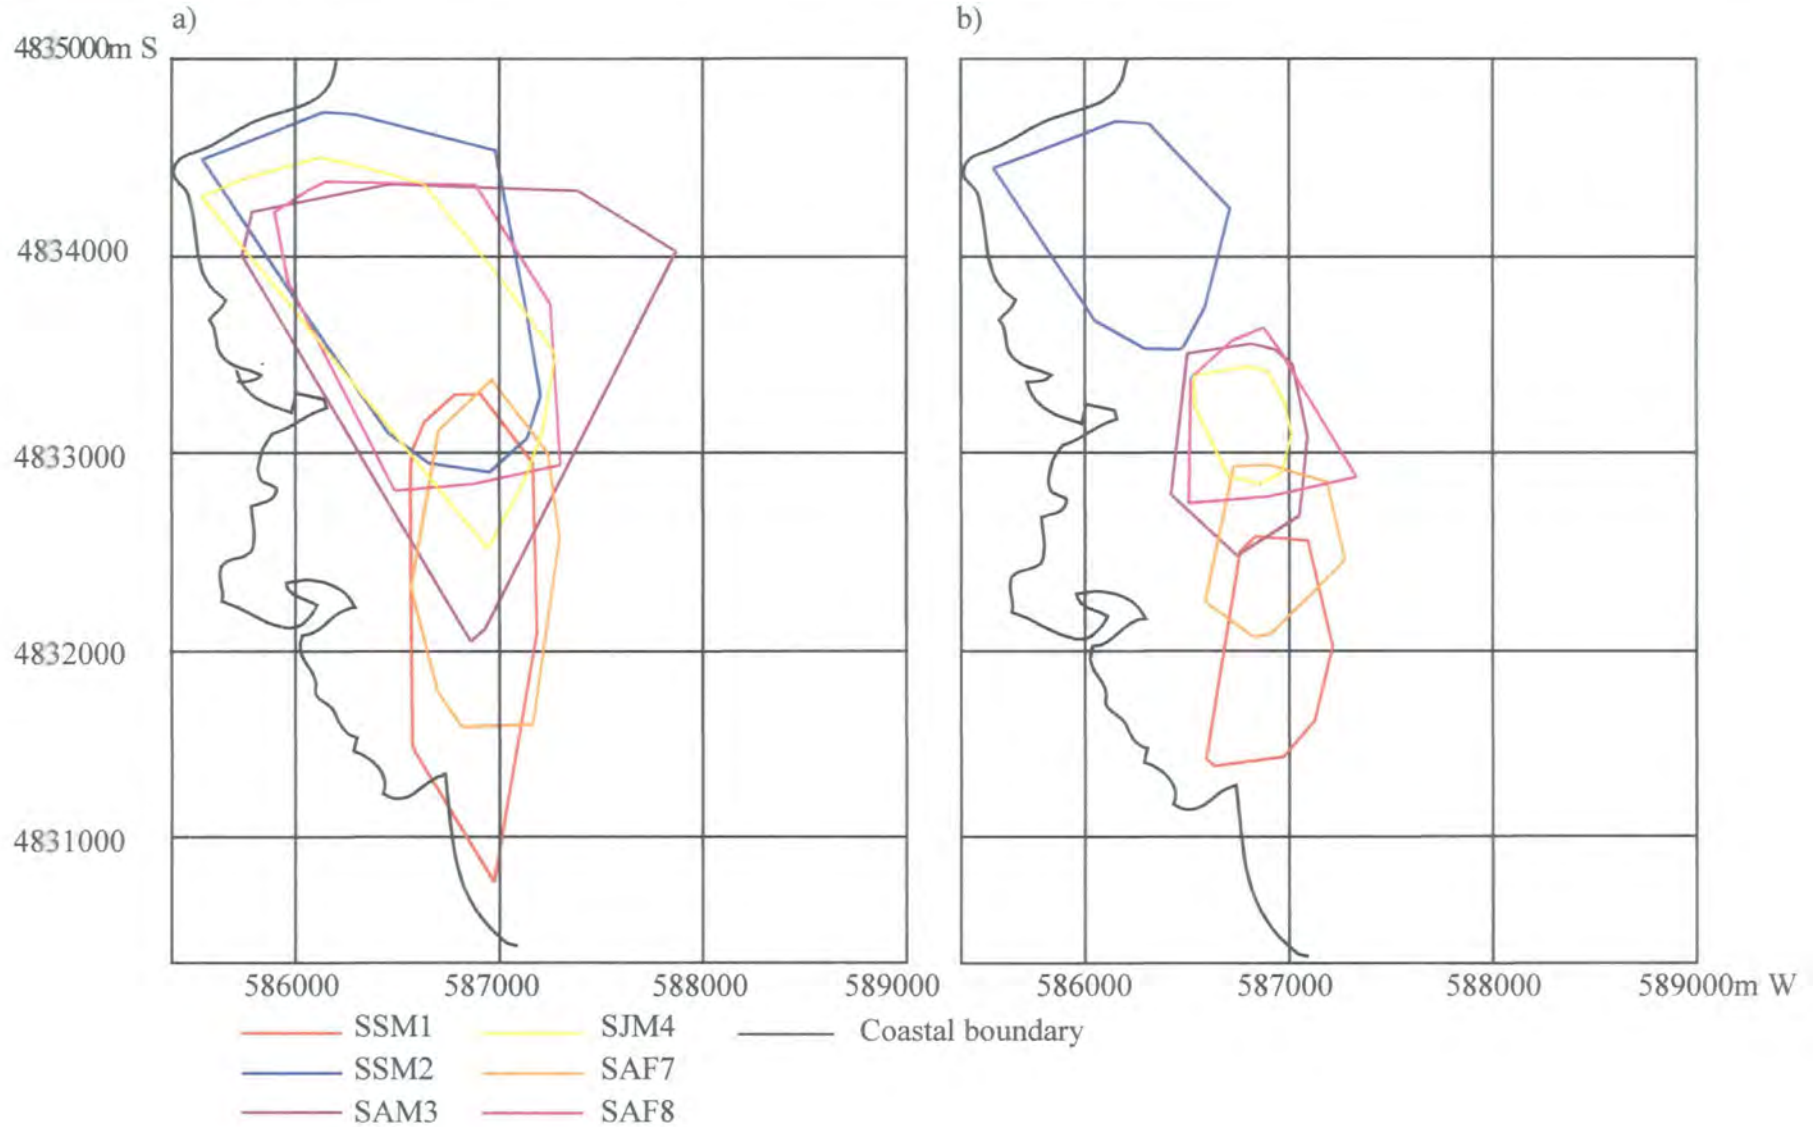 a) b)
4835000m S
4834000
4833000
4832000
4831000
586000 587000 588000 589000 586000 587000 588000 589000m W
SSM1 SJM4 Coastal boundary
SSM2 SAF7
SAM3 SAF8